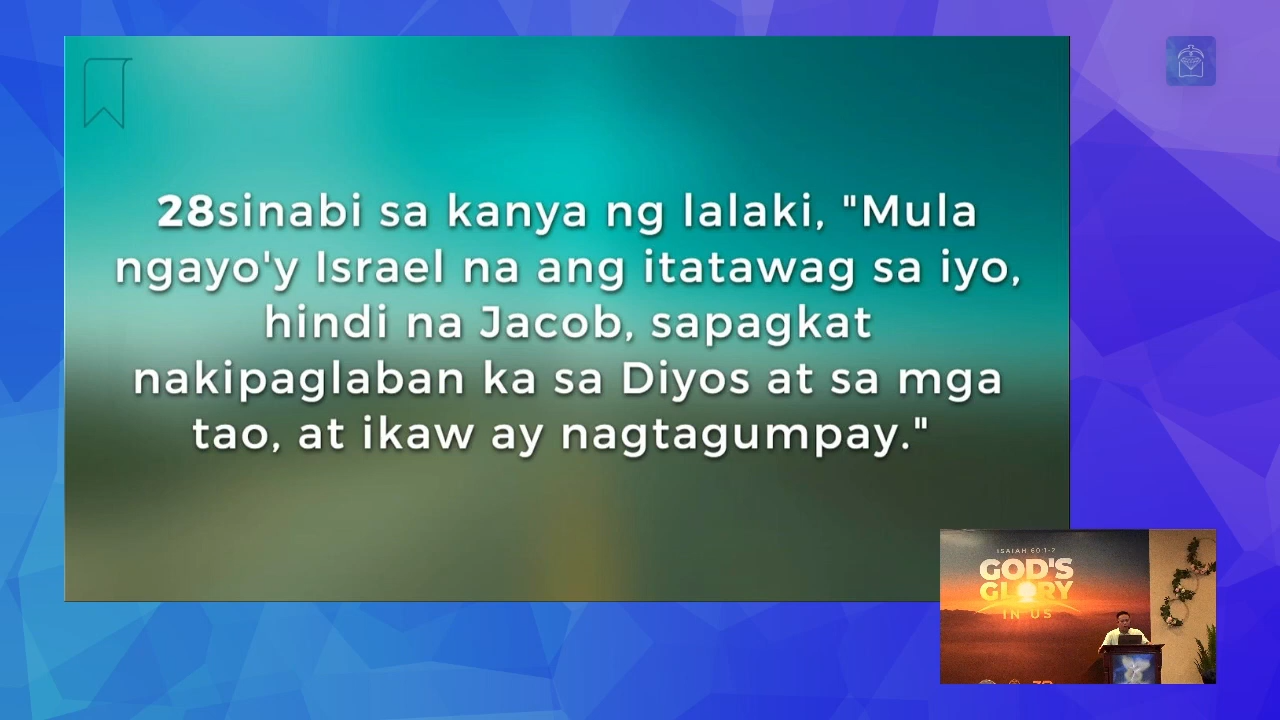 28sinabi sa kanya ng lalaki, "Mula
ngayo'y Israel na ang itatawag sa iyo,
hindi na Jacob, sapagkat
nakipaglaban ka sa Diyos at sa mga
tao, at ikaw ay nagtagumpay."
ISAIAH 60:1-2
GOD'S
GLORY
IN US